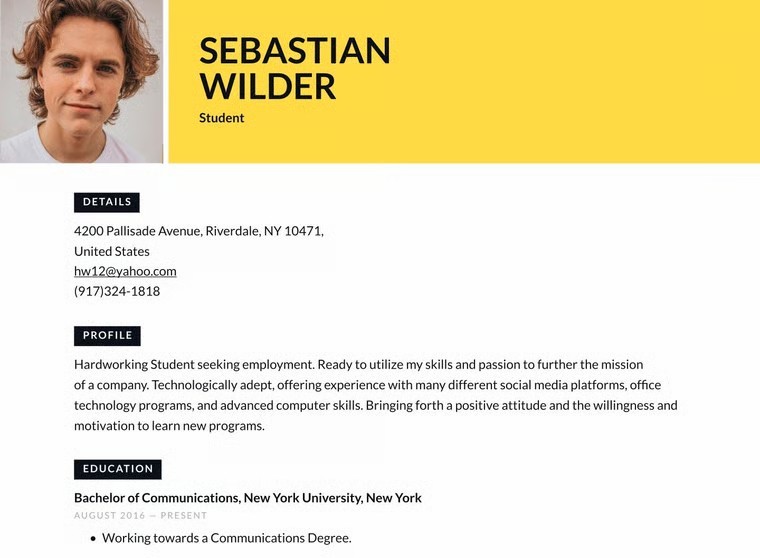 SEBASTIAN
WILDER
Student
DETAILS
4200 Pallisade Avenue, Riverdale, NY 10471,
United States
hw12@yahoo.com
(917)324-1818
PROFILE
Hardworking Student seeking employment. Ready to utilize my skills and passion to further the mission
of a company. Technologically adept, offering experience with many different social media platforms, office
technology programs, and advanced computer skills. Bringing forth a positive attitude and the willingness and
motivation to learn new programs.
EDUCATION
Bachelor of Communications, New York University, New York
AUGUST 2016 — PRESENT
• Working towards a Communications Degree.